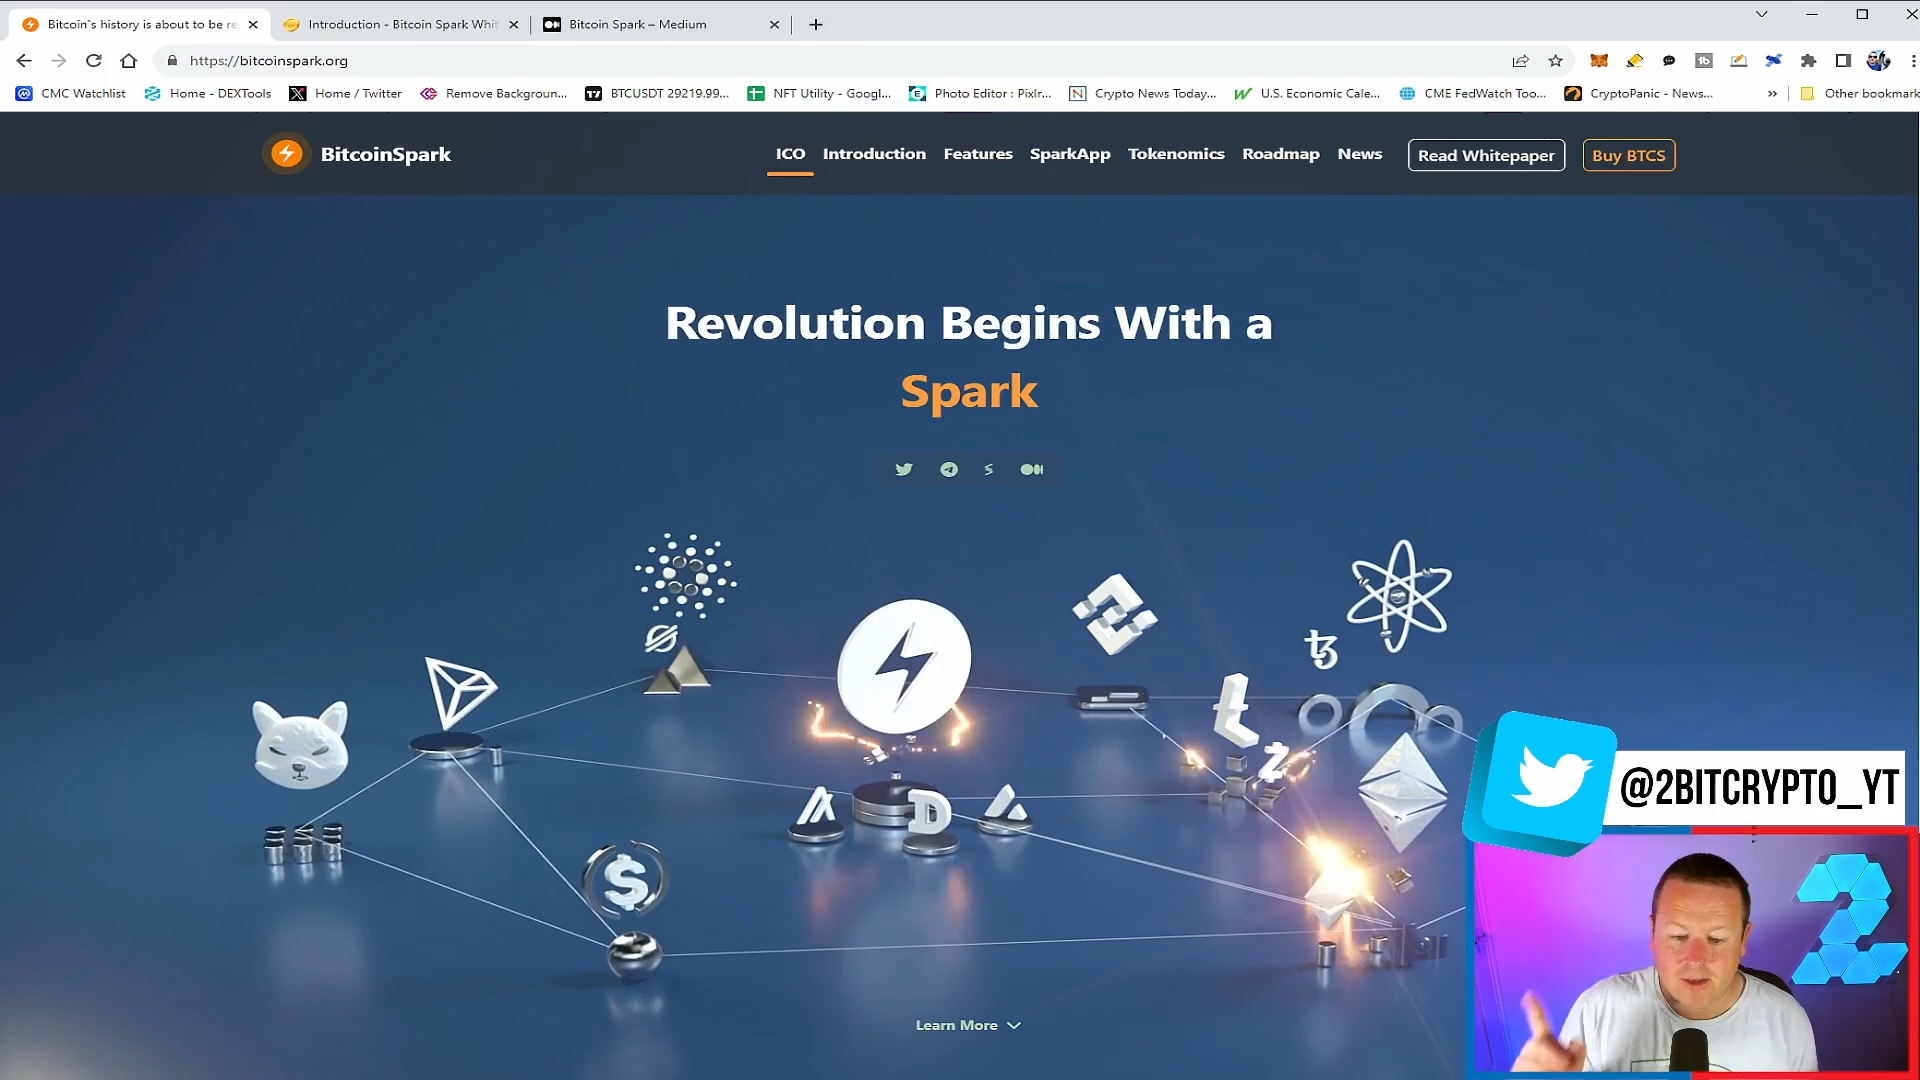 Bitcoin`s history is about to be re
Introduction - Bitcoin Spark Whit
Bitcoin Spark – Medium
https://bitcoinspark.org
CMC Watchlist
Home - DEXTools
Home / Twitter
Remove Backgroun...
BTCUSDT 29219.99...
NFT Utility - Googl...
Photo Editor : Pixlr...
Crypto News Today...
U.S. Economic Cale...
CME FedWatch Too...
CryptoPanic - News...
Other bookmark
BitcoinSpark
ICO
Introduction
Features
SparkApp
Tokenomics
Roadmap
News
Read Whitepaper
Buy BTCS
Revolution Begins With a
Spark
@2BITCRYPTO_YT
Learn More